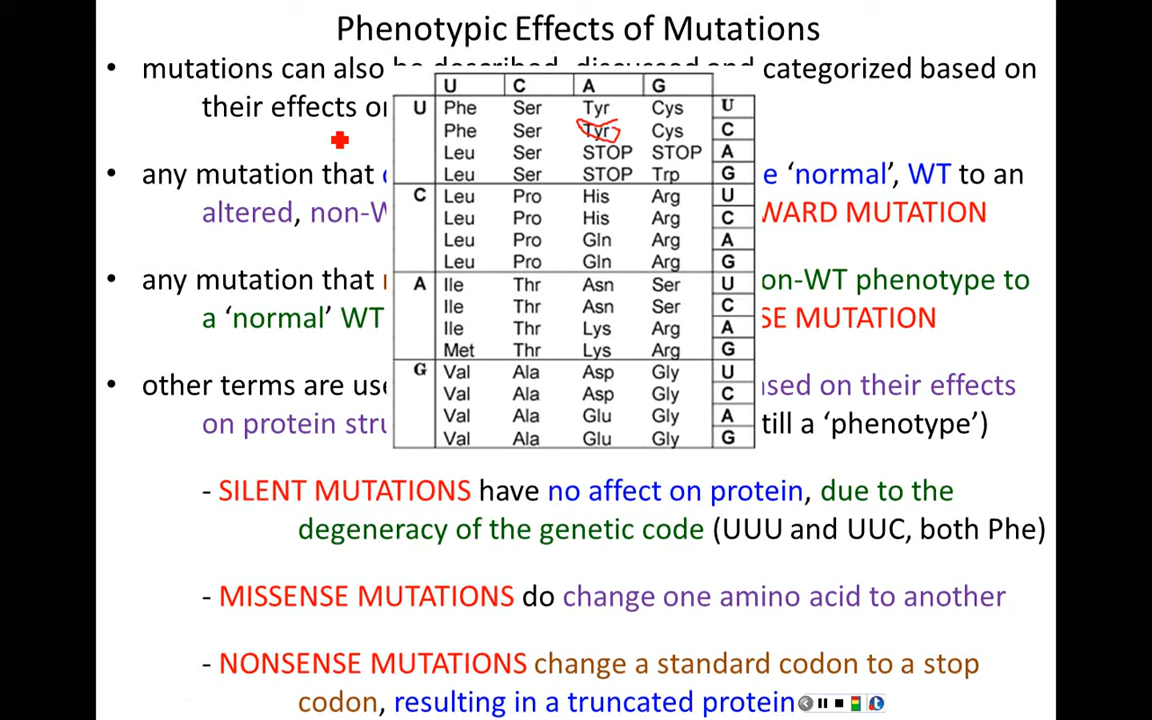 Phenotypic Effects of Mutations
• mutations can also be described, discussed and categorized based on
their effects or
• any mutation that
e ‘normal’, WT to an
altered, non-W
WARD MUTATION
• any mutation that
on-WT phenotype to
a ‘normal’ WT
SE MUTATION
• other terms are use
sed on their effects
on protein stru
till a ‘phenotype’)
U C A G
U Phe Ser Tyr Cys U
Phe Ser Tyr Cys C
Leu Ser STOP STOP A
Leu Ser STOP Trp G
C Leu Pro His Arg U
Leu Pro His Arg C
Leu Pro Gln Arg A
Leu Pro Gln Arg G
A Ile Thr Asn Ser U
Ile Thr Asn Ser C
Ile Thr Lys Arg A
Met Thr Lys Arg G
G Val Ala Asp Gly U
Val Ala Asp Gly C
Val Ala Glu Gly A
Val Ala Glu Gly G
- SILENT MUTATIONS have no affect on protein, due to the
degeneracy of the genetic code (UUU and UUC, both Phe)
- MISSENSE MUTATIONS do change one amino acid to another
- NONSENSE MUTATIONS change a standard codon to a stop
codon, resulting in a truncated protein